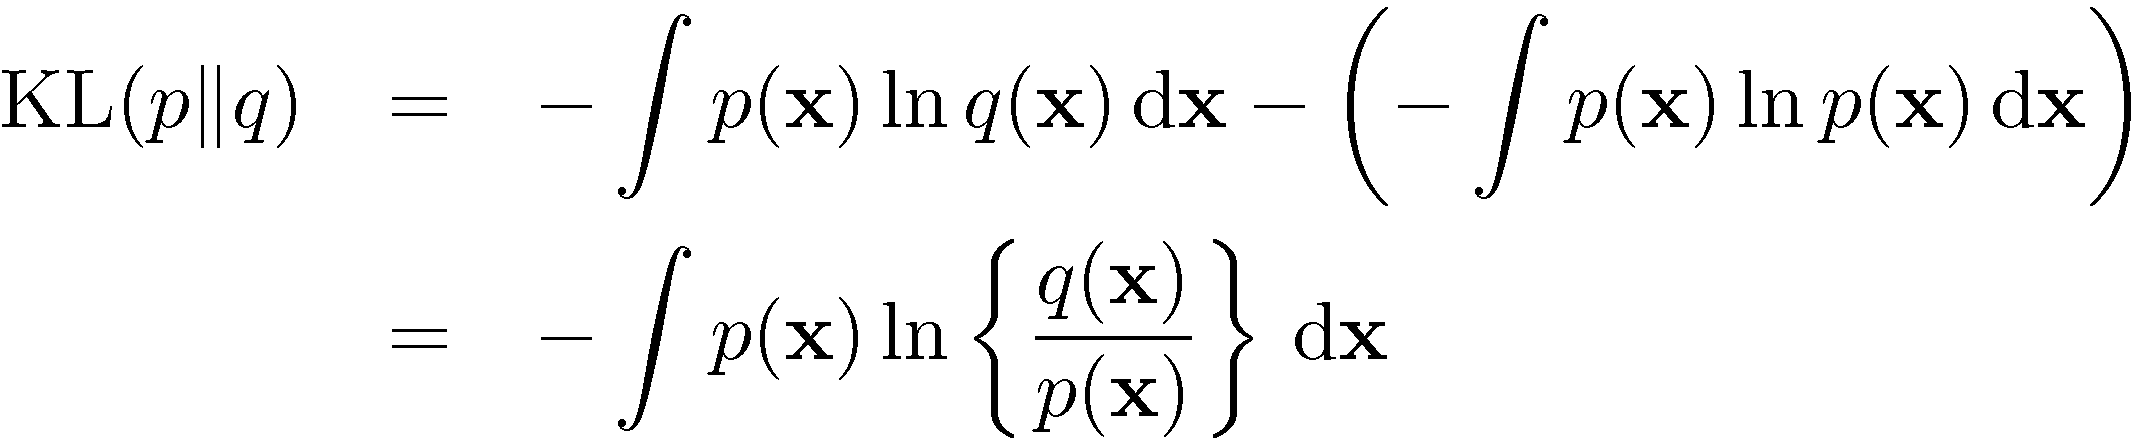 KL(p‖q) = − ∫ p(𝐱) ln q(𝐱) d𝐱 − ( − ∫ p(𝐱) ln p(𝐱) d𝐱 )
= − ∫ p(𝐱) ln { q(𝐱) / p(𝐱) } d𝐱